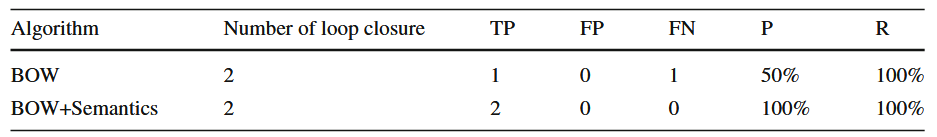 Algorithm Number of loop closure TP FP FN P R
BOW 2 1 0 1 50% 100%
BOW+Semantics 2 2 0 0 100% 100%